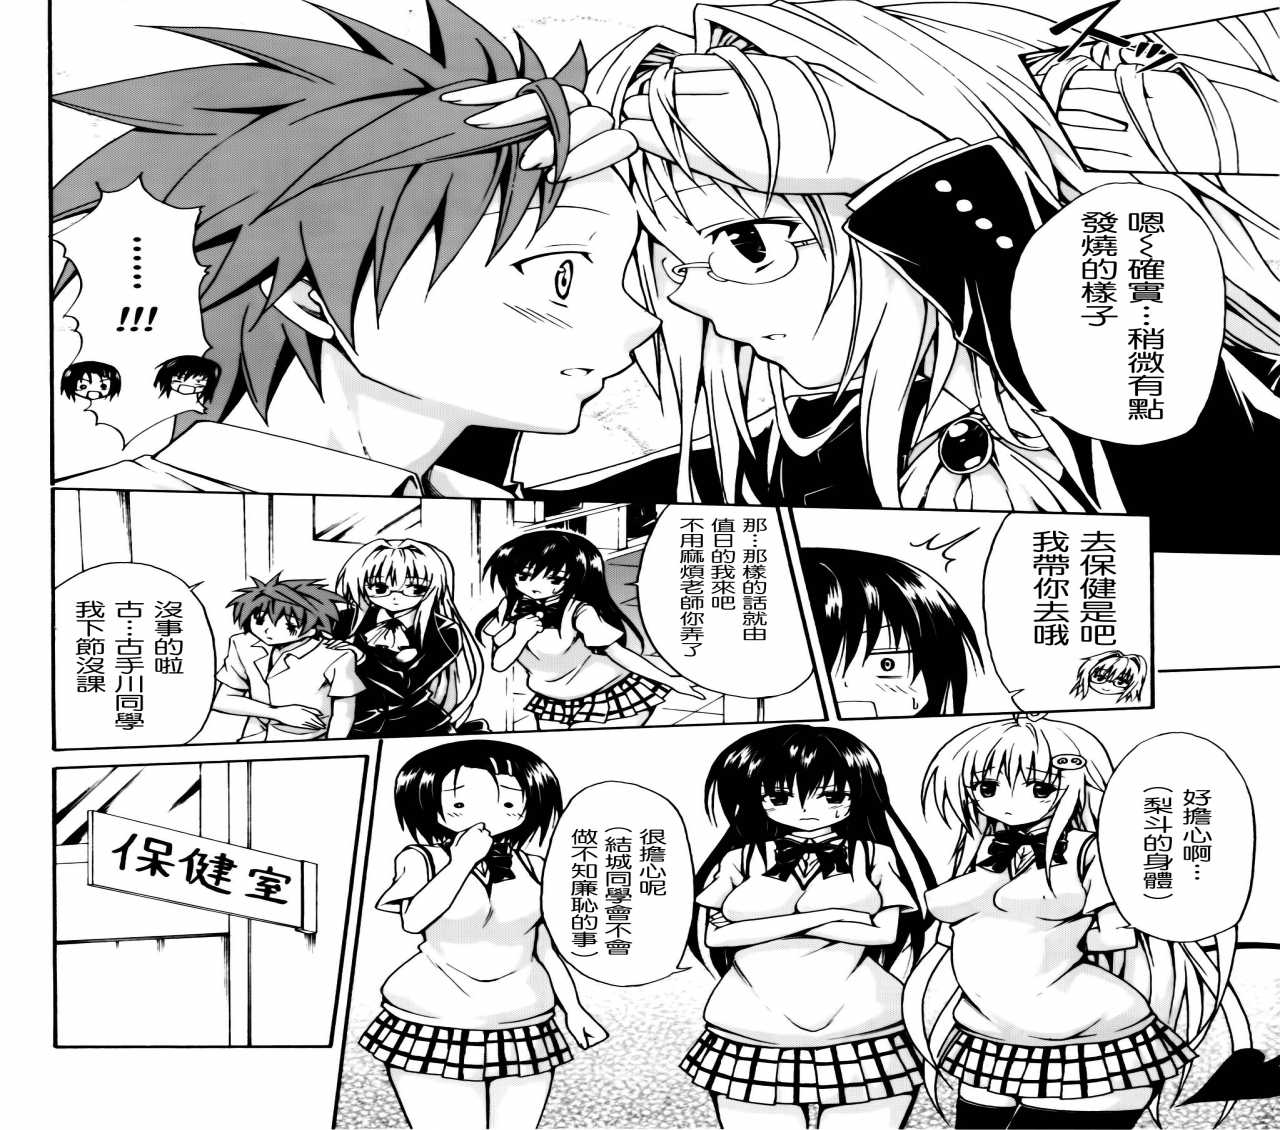 嗯～確實…稍微有點
發燒的樣子
……
!!!
去保健是吧
我帶你去哦
那…那樣的話就由
值日的我來吧
不用麻煩老師你弄了
沒事的啦
古…古手川同學
我下節沒課
好擔心啊…
（梨斗的身體）
很擔心呢
（結城同學會不會
做不知廉恥的事）
保健室